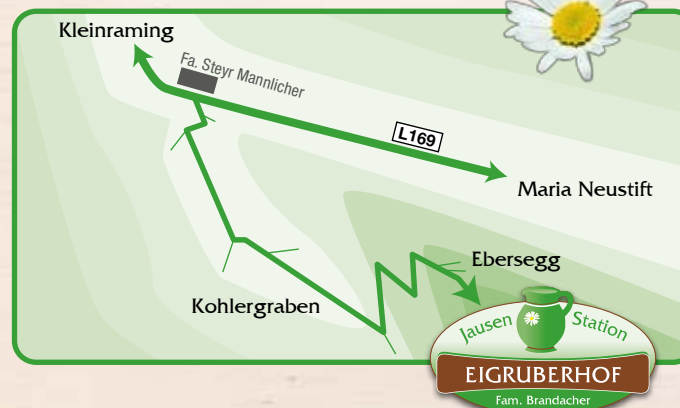 Kleinraming
Fa. Steyr Mannlicher
L169
Maria Neustift
Ebersegg
Kohlergraben
Jausen Station
EIGRUBERHOF
Fam. Brandacher